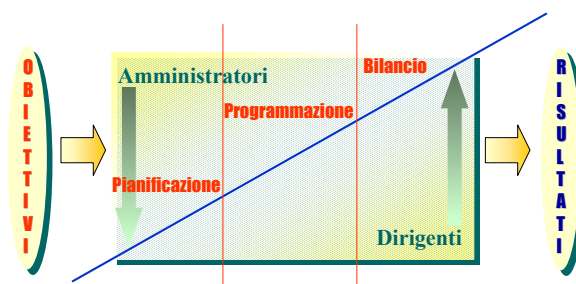 OBIETTIVI
Amministratori
Pianificazione
Programmazione
Bilancio
Dirigenti
RISULTATI